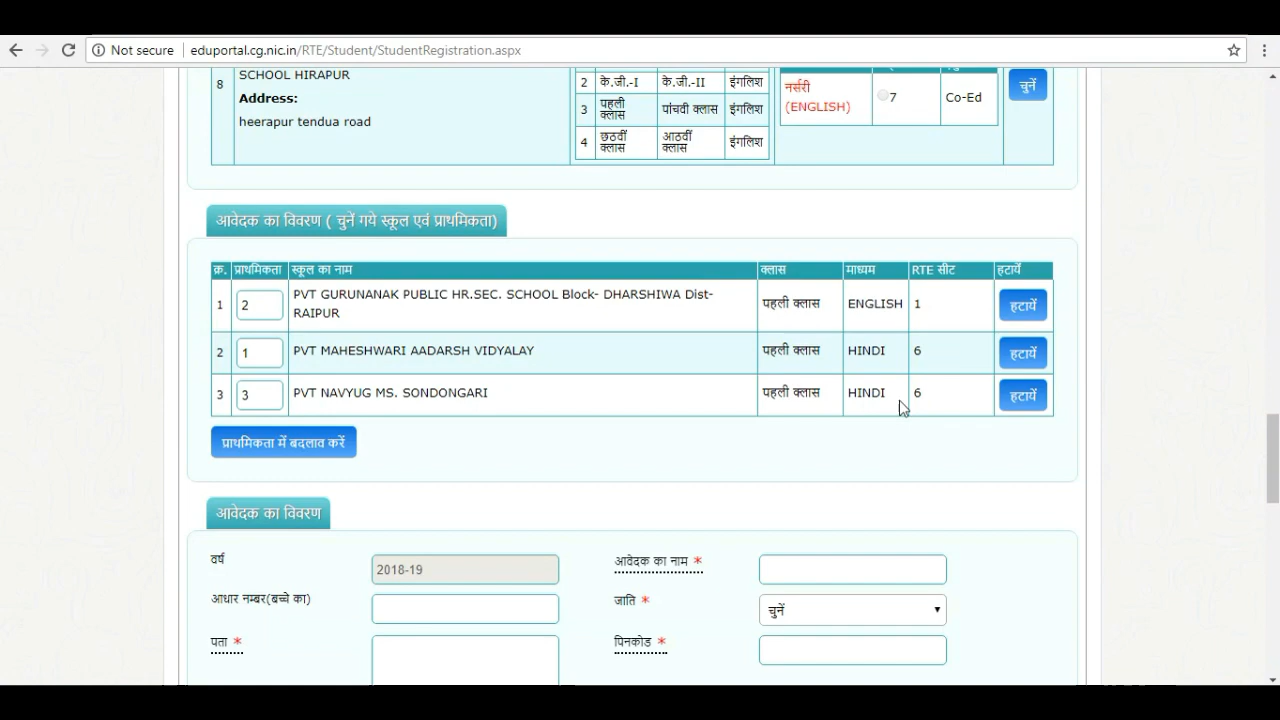 Not secure | eduportal.cg.nic.in/RTE/Student/StudentRegistration.aspx
8
SCHOOL HIRAPUR
Address:
heerapur tendua road
2 के.जी.-I के.जी.-II इंगलिश
3 पहली क्लास पांचवी क्लास इंगलिश
4 छठवीं क्लास आठवीं क्लास इंगलिश
नर्सरी (ENGLISH) 7 Co-Ed
चुनें
आवेदक का विवरण ( चुनें गये स्कूल एवं प्राथमिकता)
क्र. प्राथमिकता स्कूल का नाम क्लास माध्यम RTE सीट हटायें
1 2 PVT GURUNANAK PUBLIC HR.SEC. SCHOOL Block- DHARSHIWA Dist-
RAIPUR पहली क्लास ENGLISH 1 हटायें
2 1 PVT MAHESHWARI AADARSH VIDYALAY पहली क्लास HINDI 6 हटायें
3 3 PVT NAVYUG MS. SONDONGARI पहली क्लास HINDI 6 हटायें
प्राथमिकता में बदलाव करें
आवेदक का विवरण
वर्ष 2018-19 आवेदक का नाम *
आधार नम्बर(बच्चे का) जाति * चुनें
पता * पिनकोड *